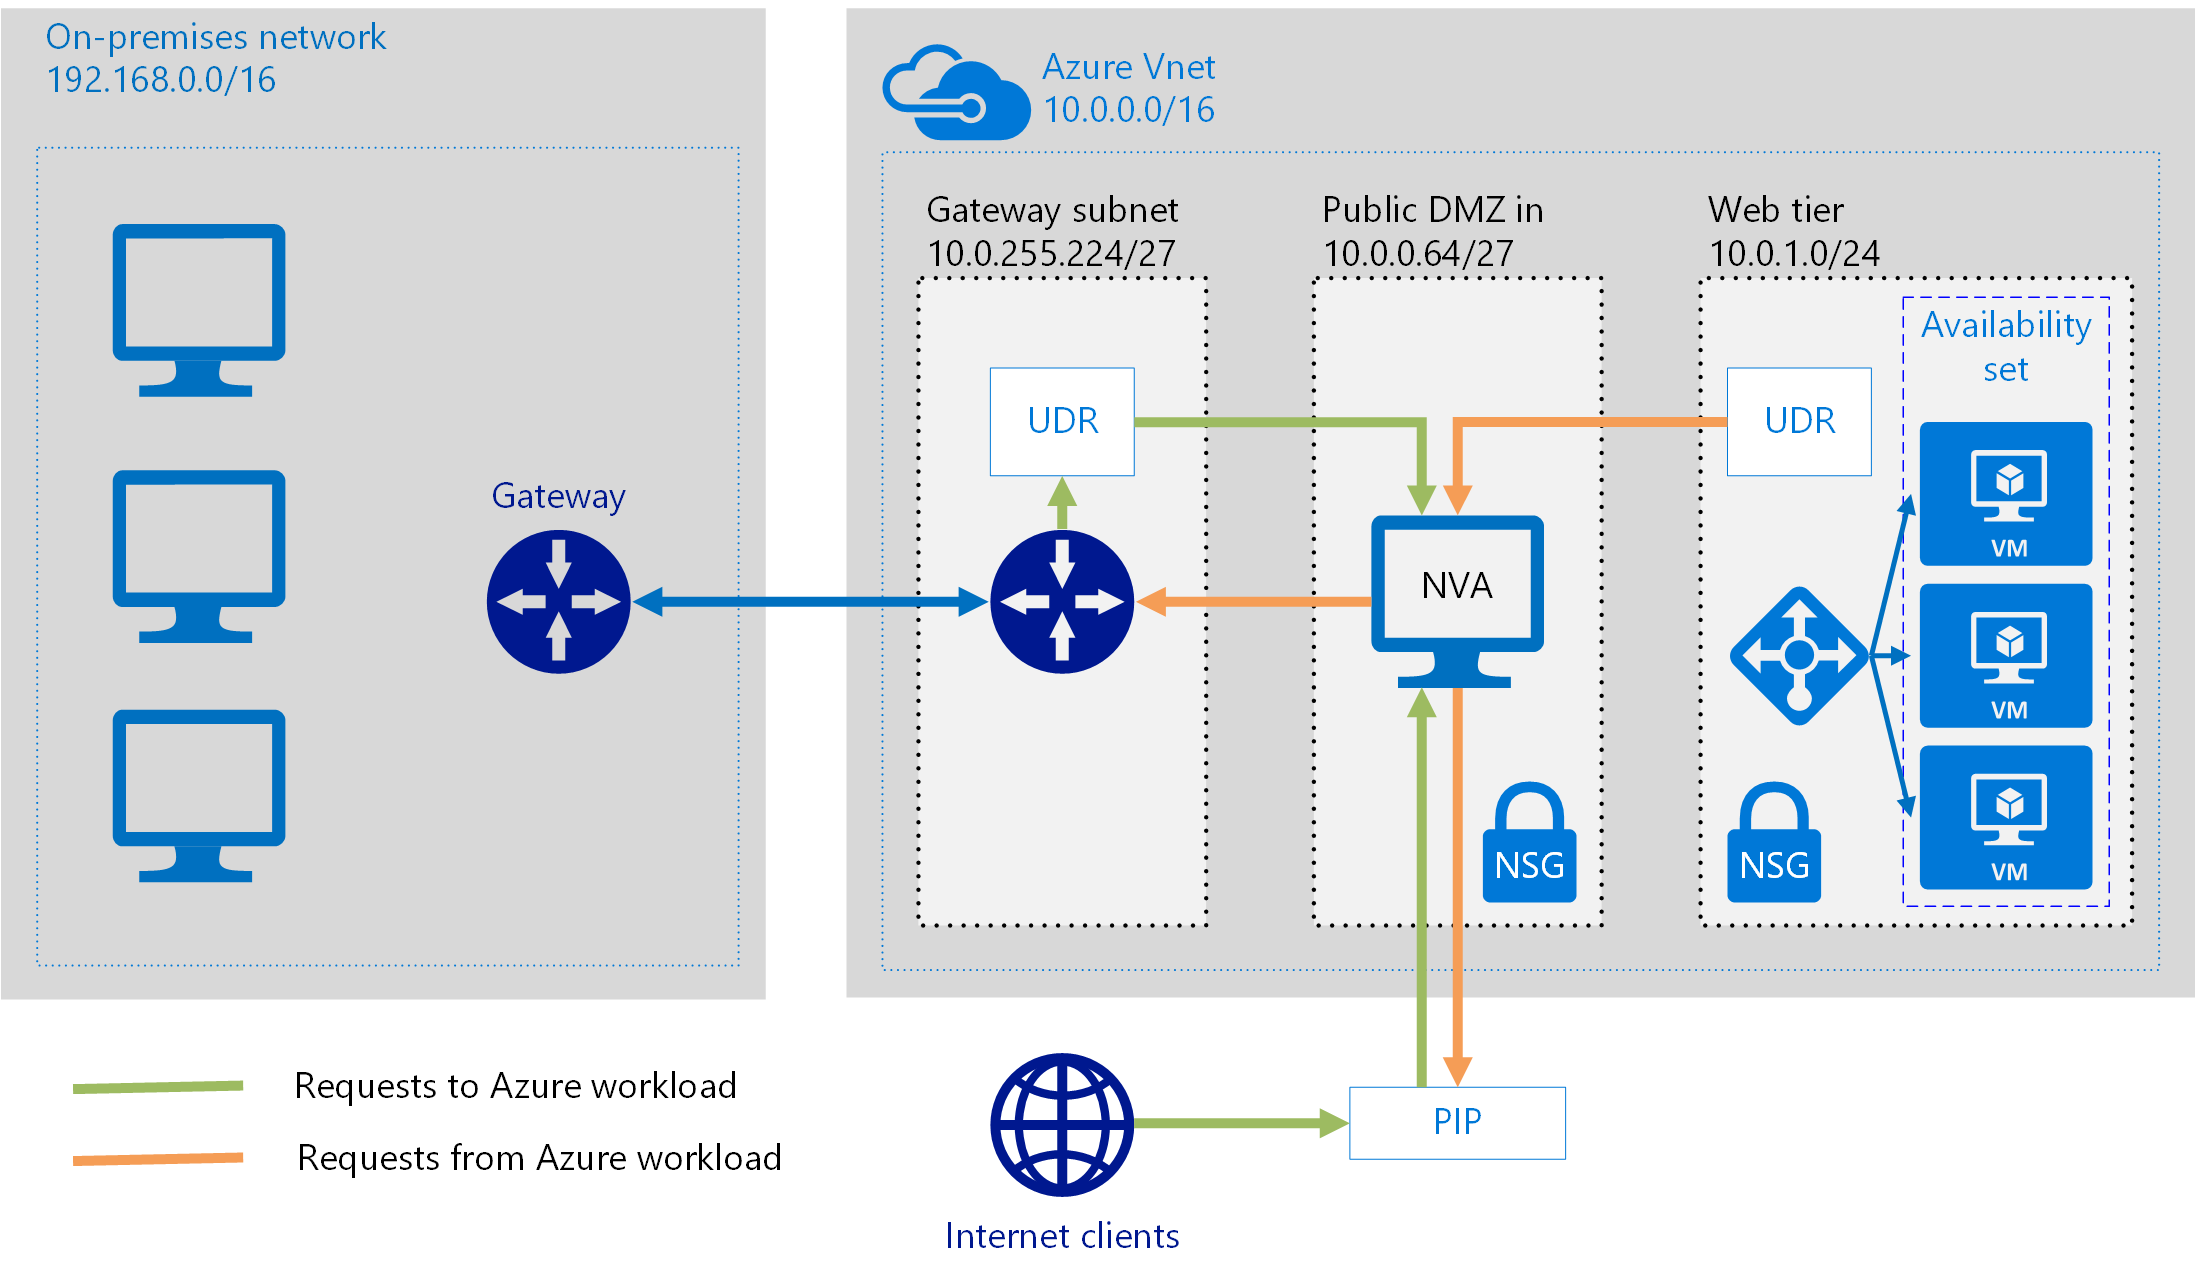 On-premises network
192.168.0.0/16
Gateway
Azure Vnet
10.0.0.0/16
Gateway subnet
10.0.255.224/27
UDR
Public DMZ in
10.0.0.64/27
NVA
NSG
Web tier
10.0.1.0/24
UDR
NSG
Availability
set
VM
VM
VM
Requests to Azure workload
Requests from Azure workload
Internet clients
PIP